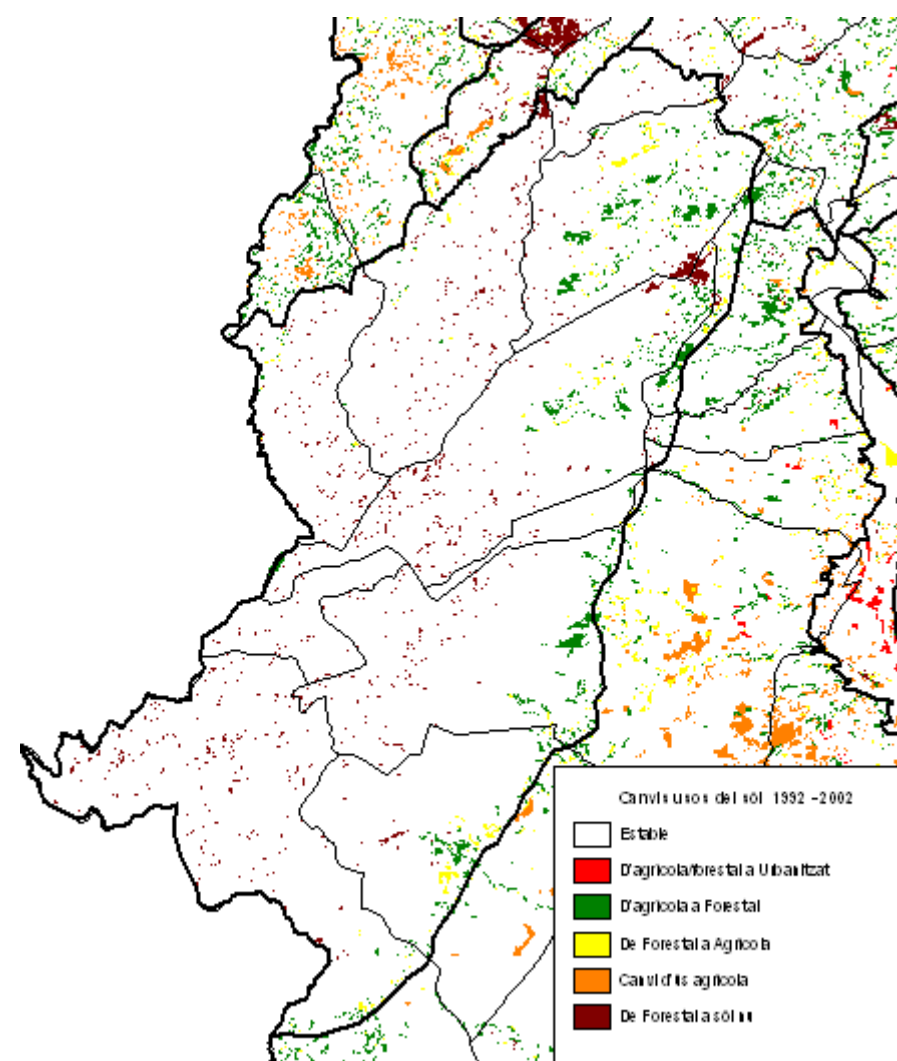 Canvis usos del sòl 1992 -2002
Estable
D'agrícola/forestal a Urbanitzat
D'agrícola a Forestal
De Forestal a Agrícola
Canvi d'ús agrícola
De Forestal a sòl nu